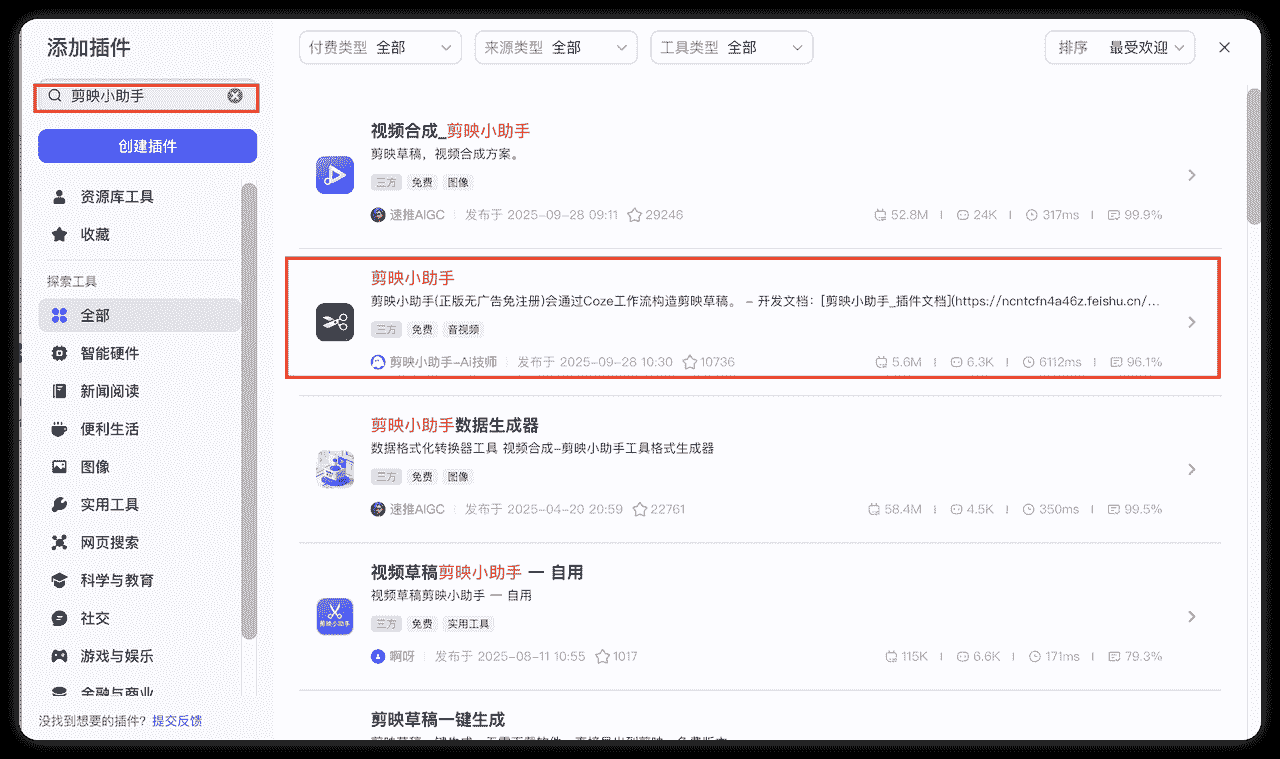 添加插件
剪映小助手
创建插件
资源库工具
收藏
探索工具
全部
智能硬件
新闻阅读
便利生活
图像
实用工具
网页搜索
科学与教育
社交
游戏与娱乐
金融与商业
没找到想要的插件? 提交反馈
付费类型 全部
来源类型 全部
工具类型 全部
排序 最受欢迎
视频合成_剪映小助手
剪映草稿，视频合成方案。
三方 免费 图像
速推AIGC 发布于 2025-09-28 09:11 29246 52.8M 24K 317ms 99.9%
剪映小助手
剪映小助手(正版无广告免注册)会通过Coze工作流构造剪映草稿。 - 开发文档：[剪映小助手_插件文档](https://ncntcfn4a46z.feishu.cn/...
三方 免费 音视频
剪映小助手-Ai技师 发布于 2025-09-28 10:30 10736 5.6M 6.3K 6112ms 96.1%
剪映小助手数据生成器
数据格式化转换器工具 视频合成-剪映小助手工具格式生成器
三方 免费 图像
速推AIGC 发布于 2025-04-20 20:59 22761 58.4M 4.5K 350ms 99.5%
视频草稿剪映小助手 — 自用
视频草稿剪映小助手 — 自用
剪映小助手
三方 免费 实用工具
啊呀 发布于 2025-08-11 10:55 1017 115K 6.6K 171ms 79.3%
剪映草稿一键生成